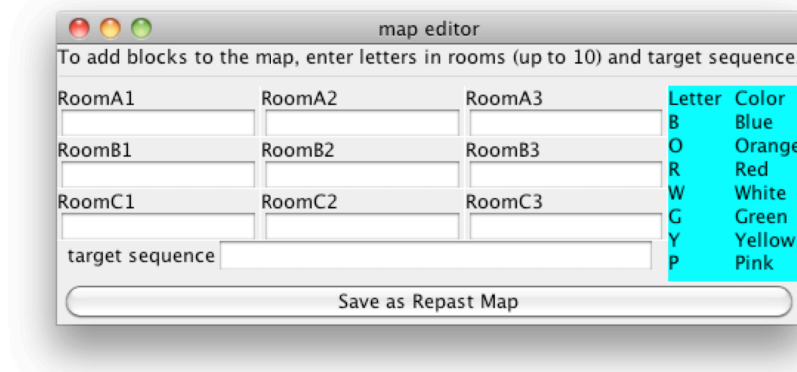 map editor
To add blocks to the map, enter letters in rooms (up to 10) and target sequence
RoomA1 RoomA2 RoomA3 Letter Color
B Blue
RoomB1 RoomB2 RoomB3 O Orange
R Red
RoomC1 RoomC2 RoomC3 W White
G Green
target sequence Y Yellow
P Pink
Save as Repast Map